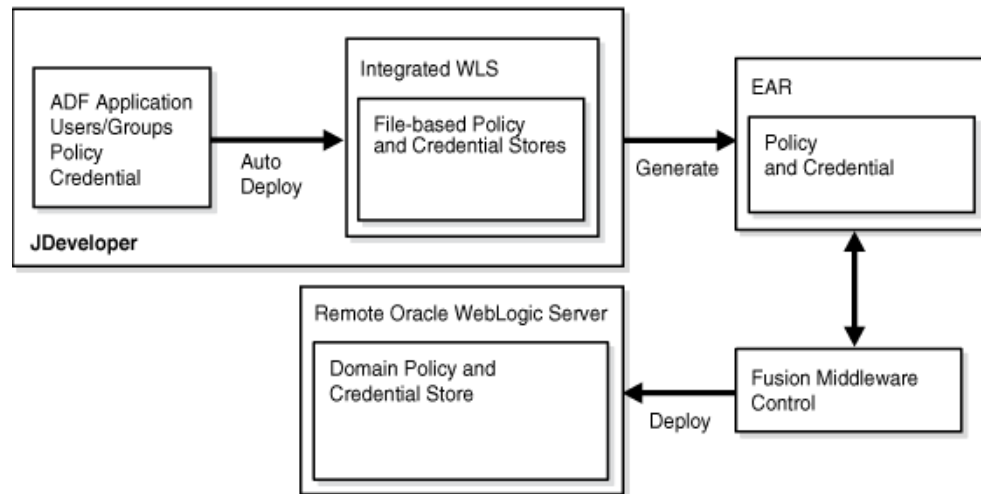 ADF Application
Users/Groups
Policy
Credential
Auto
Deploy
Integrated WLS
File-based Policy
and Credential Stores
JDeveloper
Generate
EAR
Policy
and Credential
Remote Oracle WebLogic Server
Domain Policy and
Credential Store
Deploy
Fusion Middleware
Control